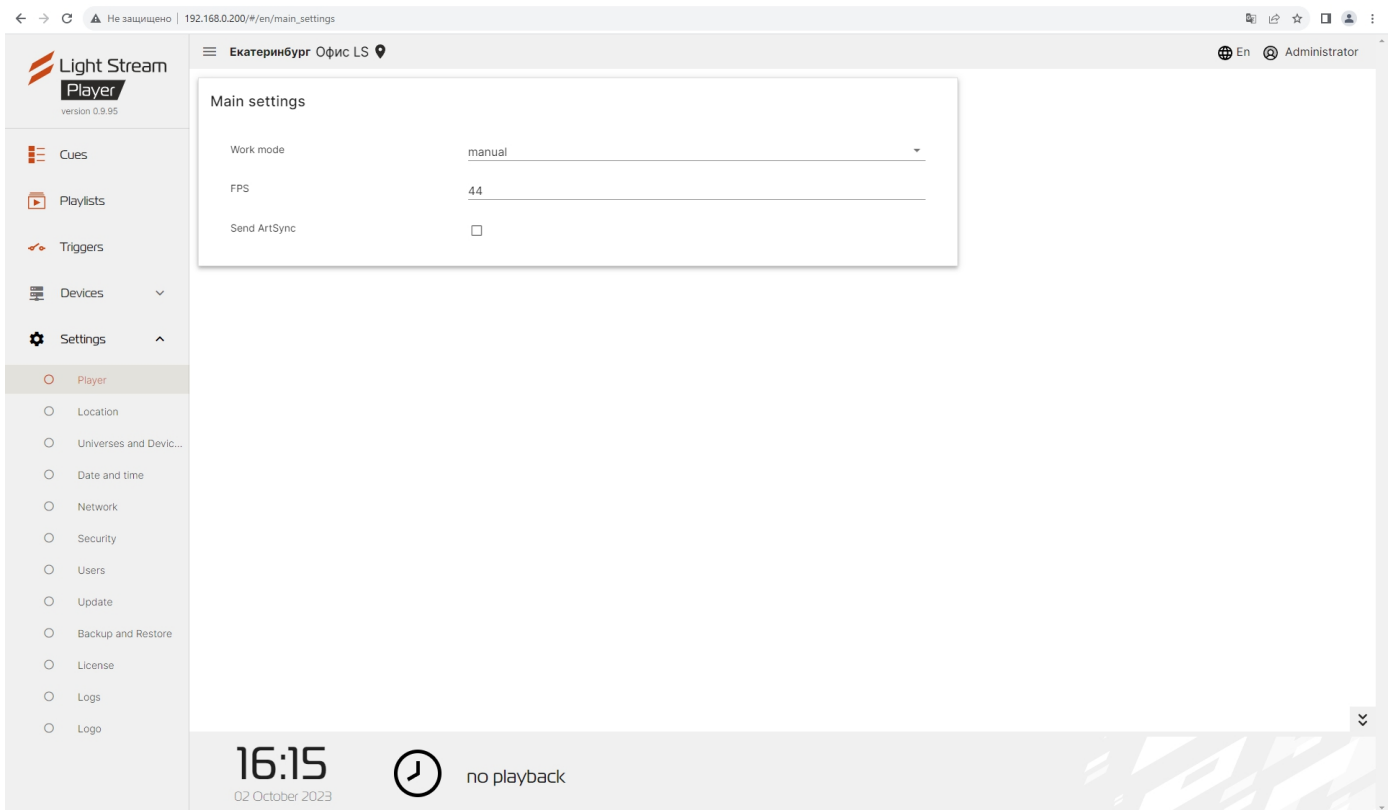 Не защищено | 192.168.0.200/#/en/main_settings
Light Stream
Player
version 0.9.95
Екатеринбург Офис LS
En Administrator
Cues
Playlists
Triggers
Devices
Settings
Player
Location
Universes and Devic...
Date and time
Network
Security
Users
Update
Backup and Restore
License
Logs
Logo
Main settings
Work mode manual
FPS 44
Send ArtSync
16:15
02 October 2023
no playback